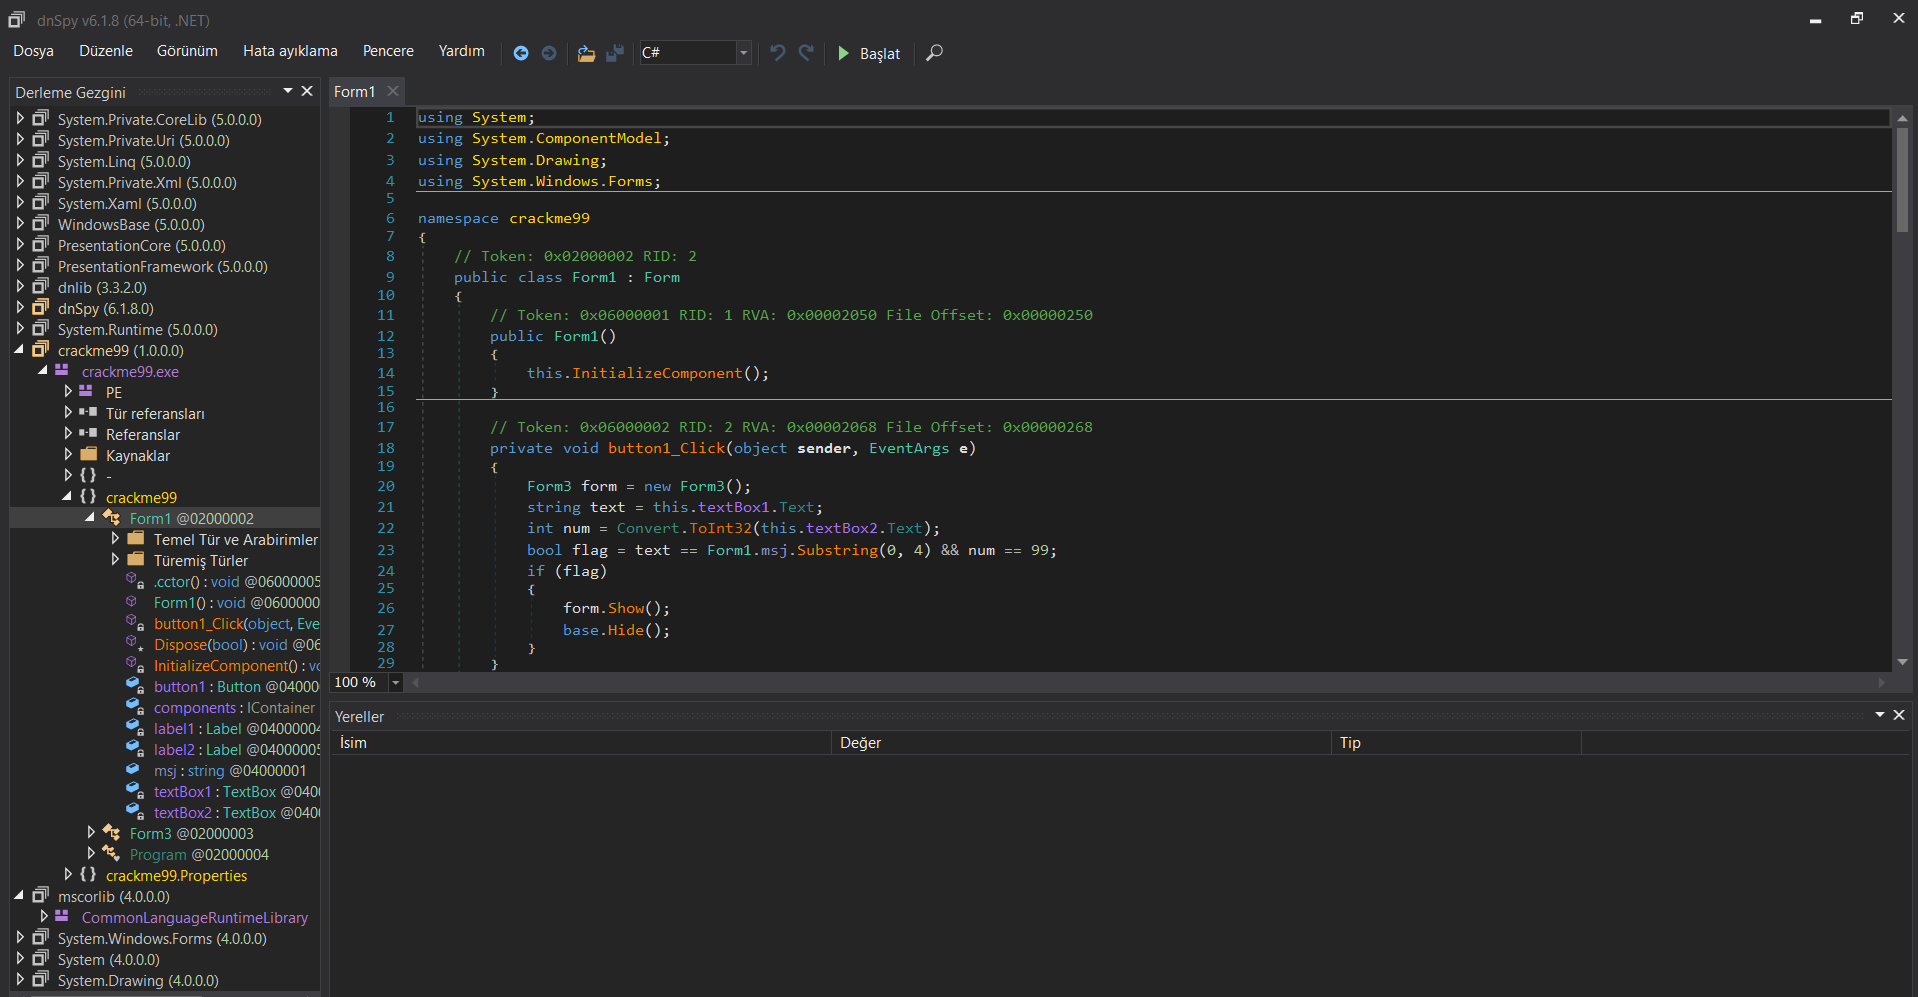 dnSpy v6.1.8 (64-bit, .NET)
Dosya Düzenle Görünüm Hata ayıklama Pencere Yardım C# Başlat
Derleme Gezgini
System.Private.CoreLib (5.0.0.0)
System.Private.Uri (5.0.0.0)
System.Linq (5.0.0.0)
System.Private.Xml (5.0.0.0)
System.Xaml (5.0.0.0)
WindowsBase (5.0.0.0)
PresentationCore (5.0.0.0)
PresentationFramework (5.0.0.0)
dnlib (3.3.2.0)
dnSpy (6.1.8.0)
System.Runtime (5.0.0.0)
crackme99 (1.0.0.0)
crackme99.exe
PE
Tür referansları
Referanslar
Kaynaklar
{ } -
{ } crackme99
Form1 @02000002
Temel Tür ve Arabirimler
Türemiş Türler
.cctor() : void @06000005
Form1() : void @0600000
button1_Click(object, Eve
Dispose(bool) : void @06
InitializeComponent() : vo
button1 : Button @04000
components : IContainer
label1 : Label @04000004
label2 : Label @04000005
msj : string @04000001
textBox1 : TextBox @040
textBox2 : TextBox @040
Form3 @02000003
Program @02000004
{ } crackme99.Properties
mscorlib (4.0.0.0)
CommonLanguageRuntimeLibrary
System.Windows.Forms (4.0.0.0)
System (4.0.0.0)
System.Drawing (4.0.0.0)
Form1
1 using System;
2 using System.ComponentModel;
3 using System.Drawing;
4 using System.Windows.Forms;
5
6 namespace crackme99
7 {
8 // Token: 0x02000002 RID: 2
9 public class Form1 : Form
10 {
11 // Token: 0x06000001 RID: 1 RVA: 0x00002050 File Offset: 0x00000250
12 public Form1()
13 {
14 this.InitializeComponent();
15 }
16
17 // Token: 0x06000002 RID: 2 RVA: 0x00002068 File Offset: 0x00000268
18 private void button1_Click(object sender, EventArgs e)
19 {
20 Form3 form = new Form3();
21 string text = this.textBox1.Text;
22 int num = Convert.ToInt32(this.textBox2.Text);
23 bool flag = text == Form1.msj.Substring(0, 4) && num == 99;
24 if (flag)
25 {
26 form.Show();
27 base.Hide();
28 }
29 }
100 %
Yereller
İsim Değer Tip